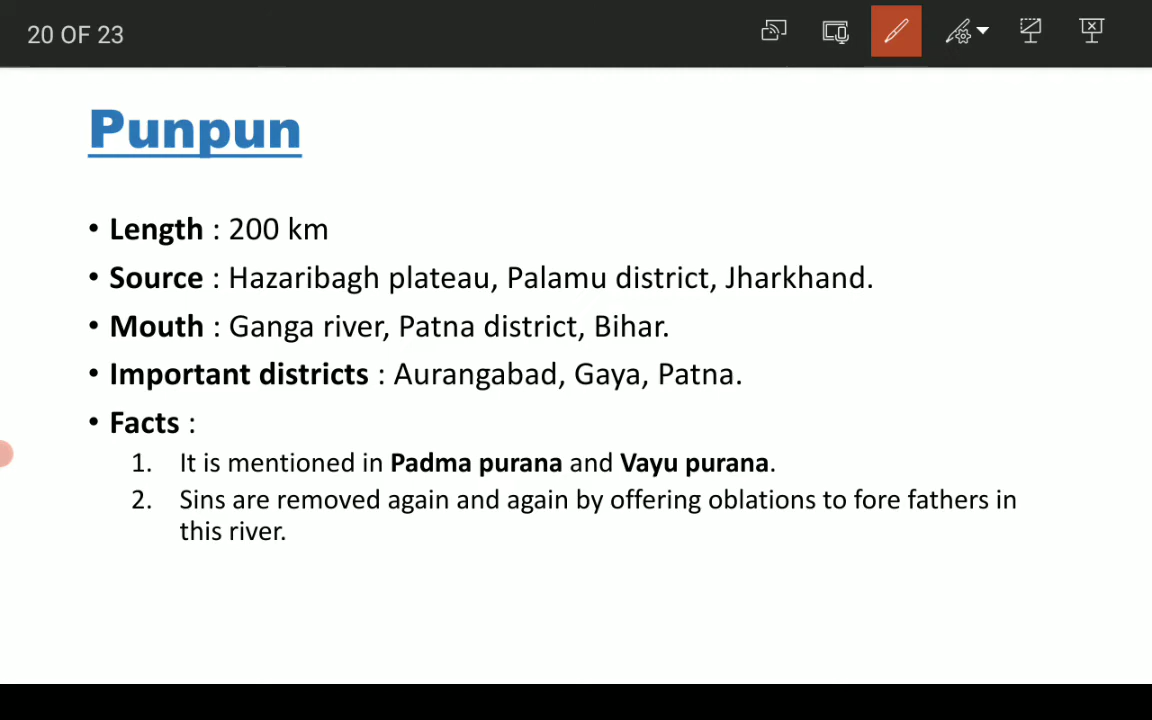 20 OF 23
Punpun
• Length : 200 km
• Source : Hazaribagh plateau, Palamu district, Jharkhand.
• Mouth : Ganga river, Patna district, Bihar.
• Important districts : Aurangabad, Gaya, Patna.
• Facts :
1. It is mentioned in Padma purana and Vayu purana.
2. Sins are removed again and again by offering oblations to fore fathers in
this river.